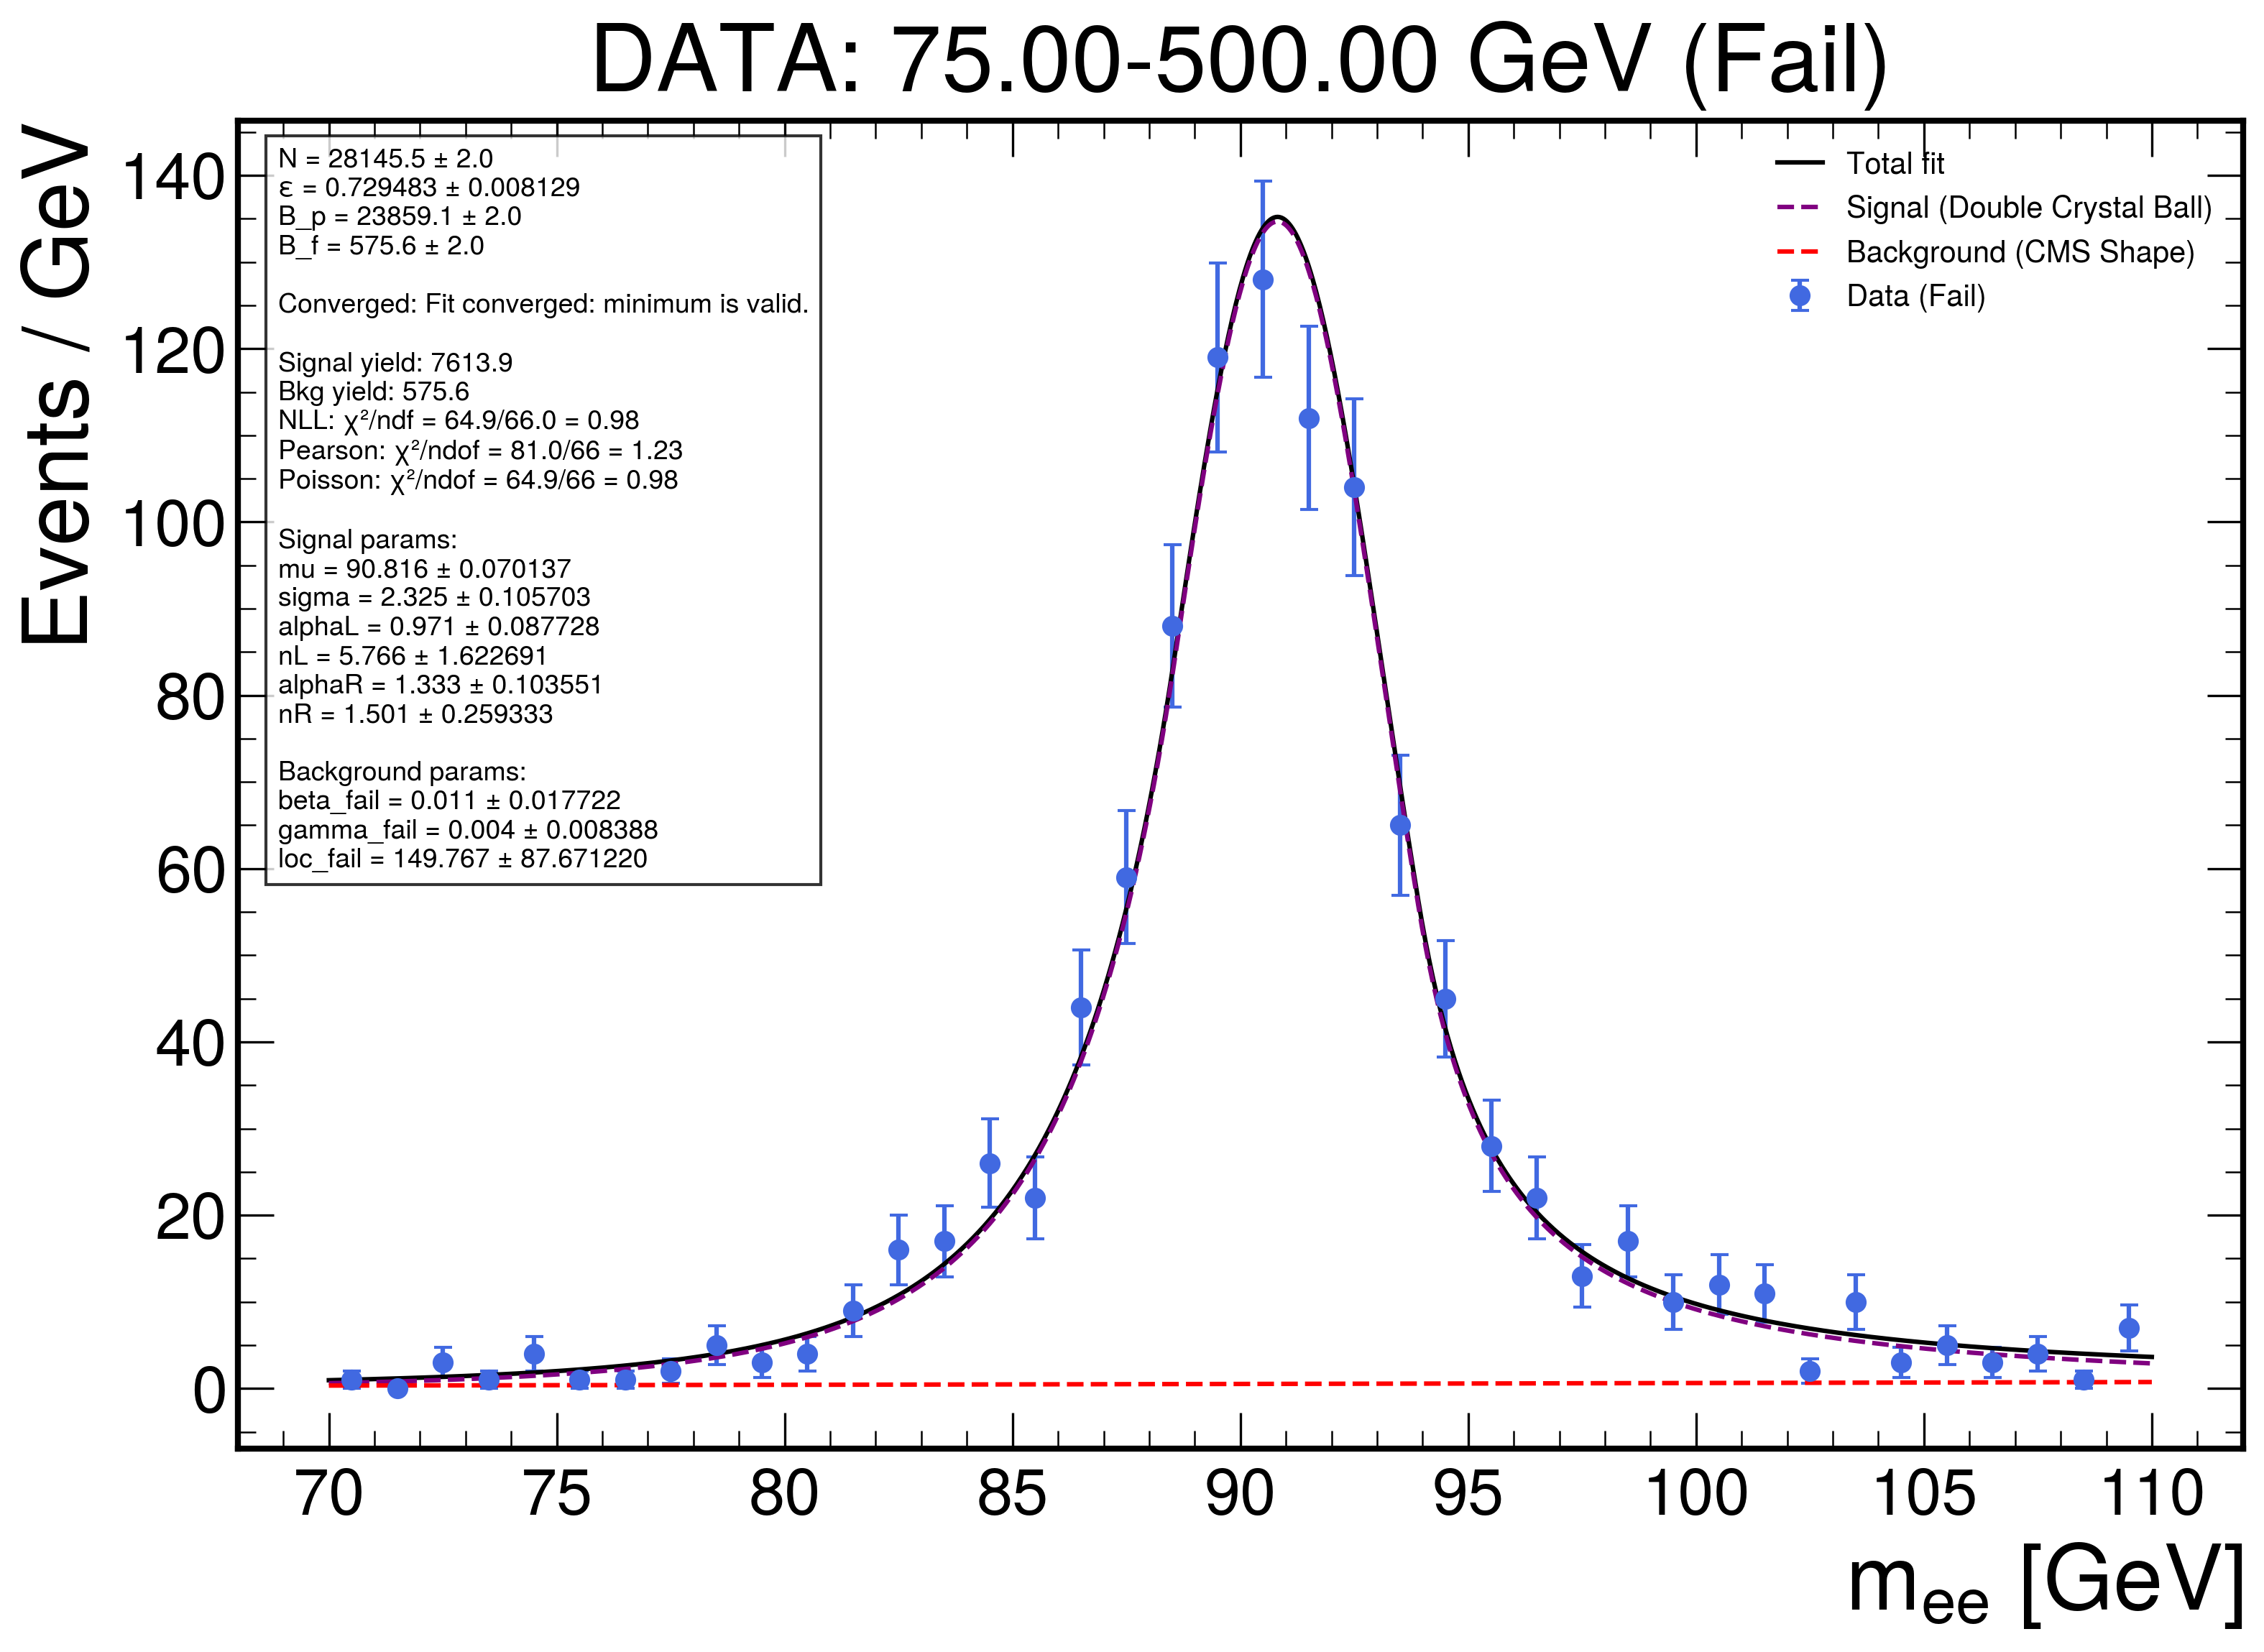 DATA: 75.00-500.00 GeV (Fail)
Events / GeV
140
120
100
80
60
40
20
0
N = 28145.5 ± 2.0
ε = 0.729483 ± 0.008129
B_p = 23859.1 ± 2.0
B_f = 575.6 ± 2.0
Converged: Fit converged: minimum is valid.
Signal yield: 7613.9
Bkg yield: 575.6
NLL: χ²/ndf = 64.9/66.0 = 0.98
Pearson: χ²/ndof = 81.0/66 = 1.23
Poisson: χ²/ndof = 64.9/66 = 0.98
Signal params:
mu = 90.816 ± 0.070137
sigma = 2.325 ± 0.105703
alphaL = 0.971 ± 0.087728
nL = 5.766 ± 1.622691
alphaR = 1.333 ± 0.103551
nR = 1.501 ± 0.259333
Background params:
beta_fail = 0.011 ± 0.017722
gamma_fail = 0.004 ± 0.008388
loc_fail = 149.767 ± 87.671220
Total fit
Signal (Double Crystal Ball)
Background (CMS Shape)
Data (Fail)
70 75 80 85 90 95 100 105 110
m_ee [GeV]